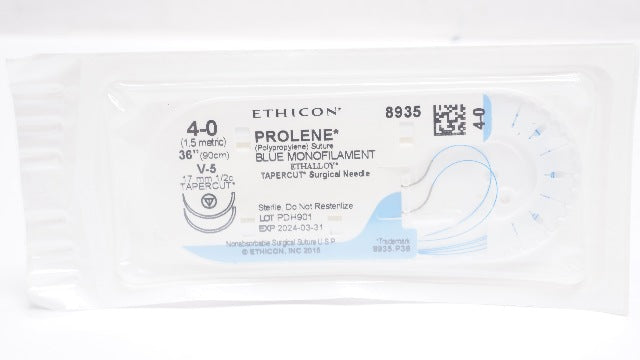 ETHICON*
8935
4-0
4-0
(1.5 metric)
36" (90cm)
V-5
17 mm 1/2c
TAPERCUT*
PROLENE*
(Polypropylene) Suture
BLUE MONOFILAMENT
ETHALLOY*
TAPERCUT* Surgical Needle
Sterile. Do Not Resterilize
LOT PDH901
EXP 2024-03-31
Nonabsorbable Surgical Suture U.S.P.
© ETHICON, INC 2015
*Trademark
8935.P38